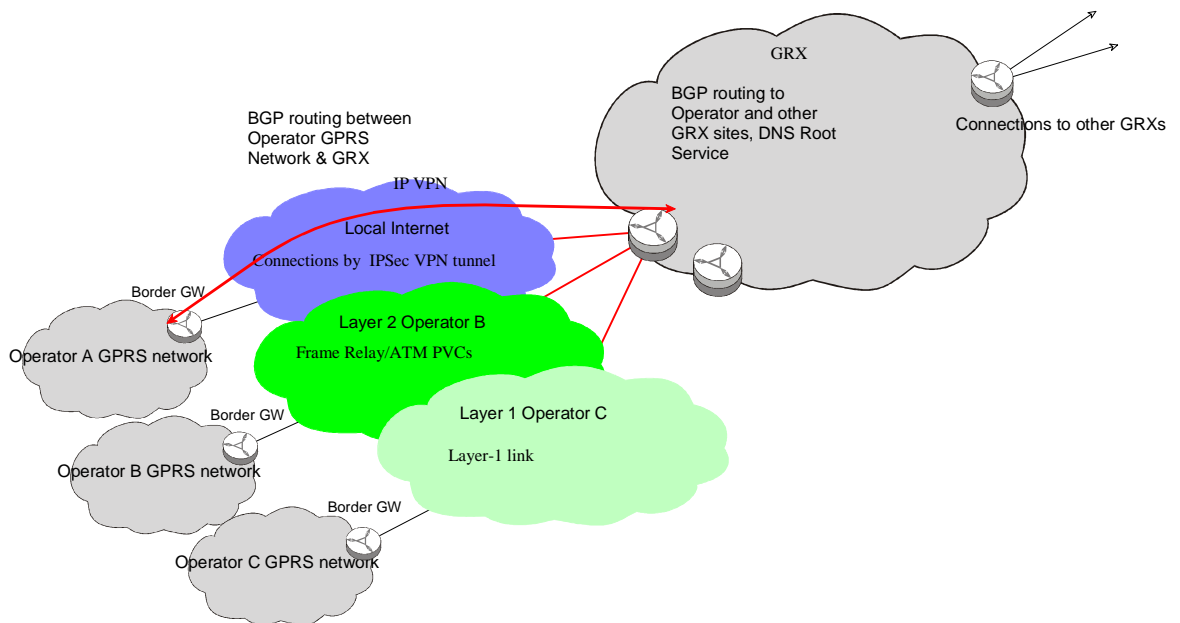 GRX
BGP routing to
Operator and other
GRX sites, DNS Root
Service
Connections to other GRXs
BGP routing between
Operator GPRS
Network & GRX
IP VPN
Local Internet
Connections by IPSec VPN tunnel
Border GW
Operator A GPRS network
Layer 2 Operator B
Frame Relay/ATM PVCs
Border GW
Operator B GPRS network
Layer 1 Operator C
Layer-1 link
Border GW
Operator C GPRS network